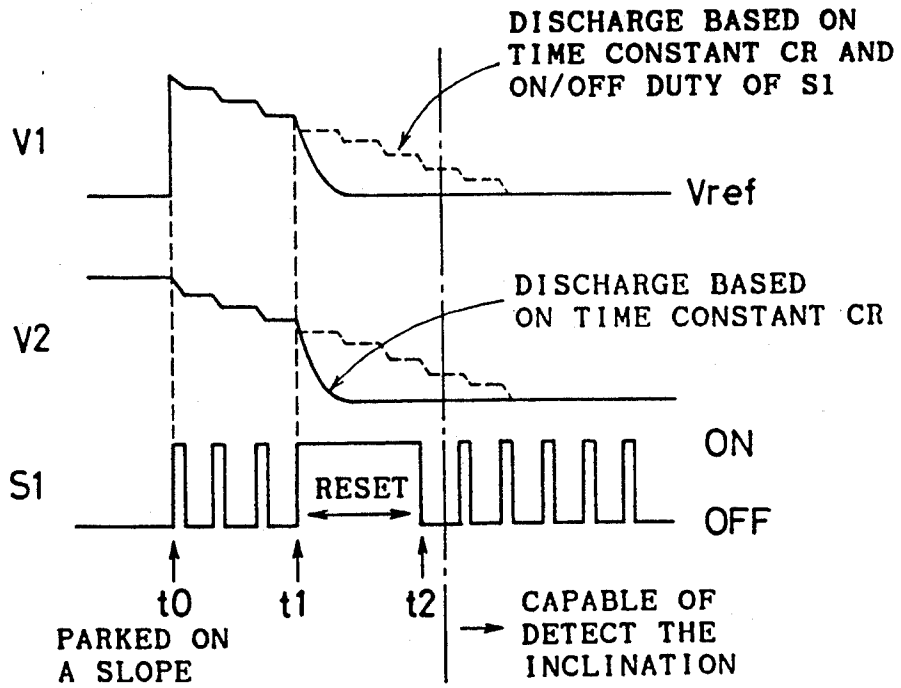 DISCHARGE BASED ON
TIME CONSTANT CR AND
ON/OFF DUTY OF S1
V1
Vref
DISCHARGE BASED
ON TIME CONSTANT CR
V2
ON
S1
RESET
OFF
t0
t1
t2
PARKED ON
A SLOPE
CAPABLE OF
DETECT THE
INCLINATION